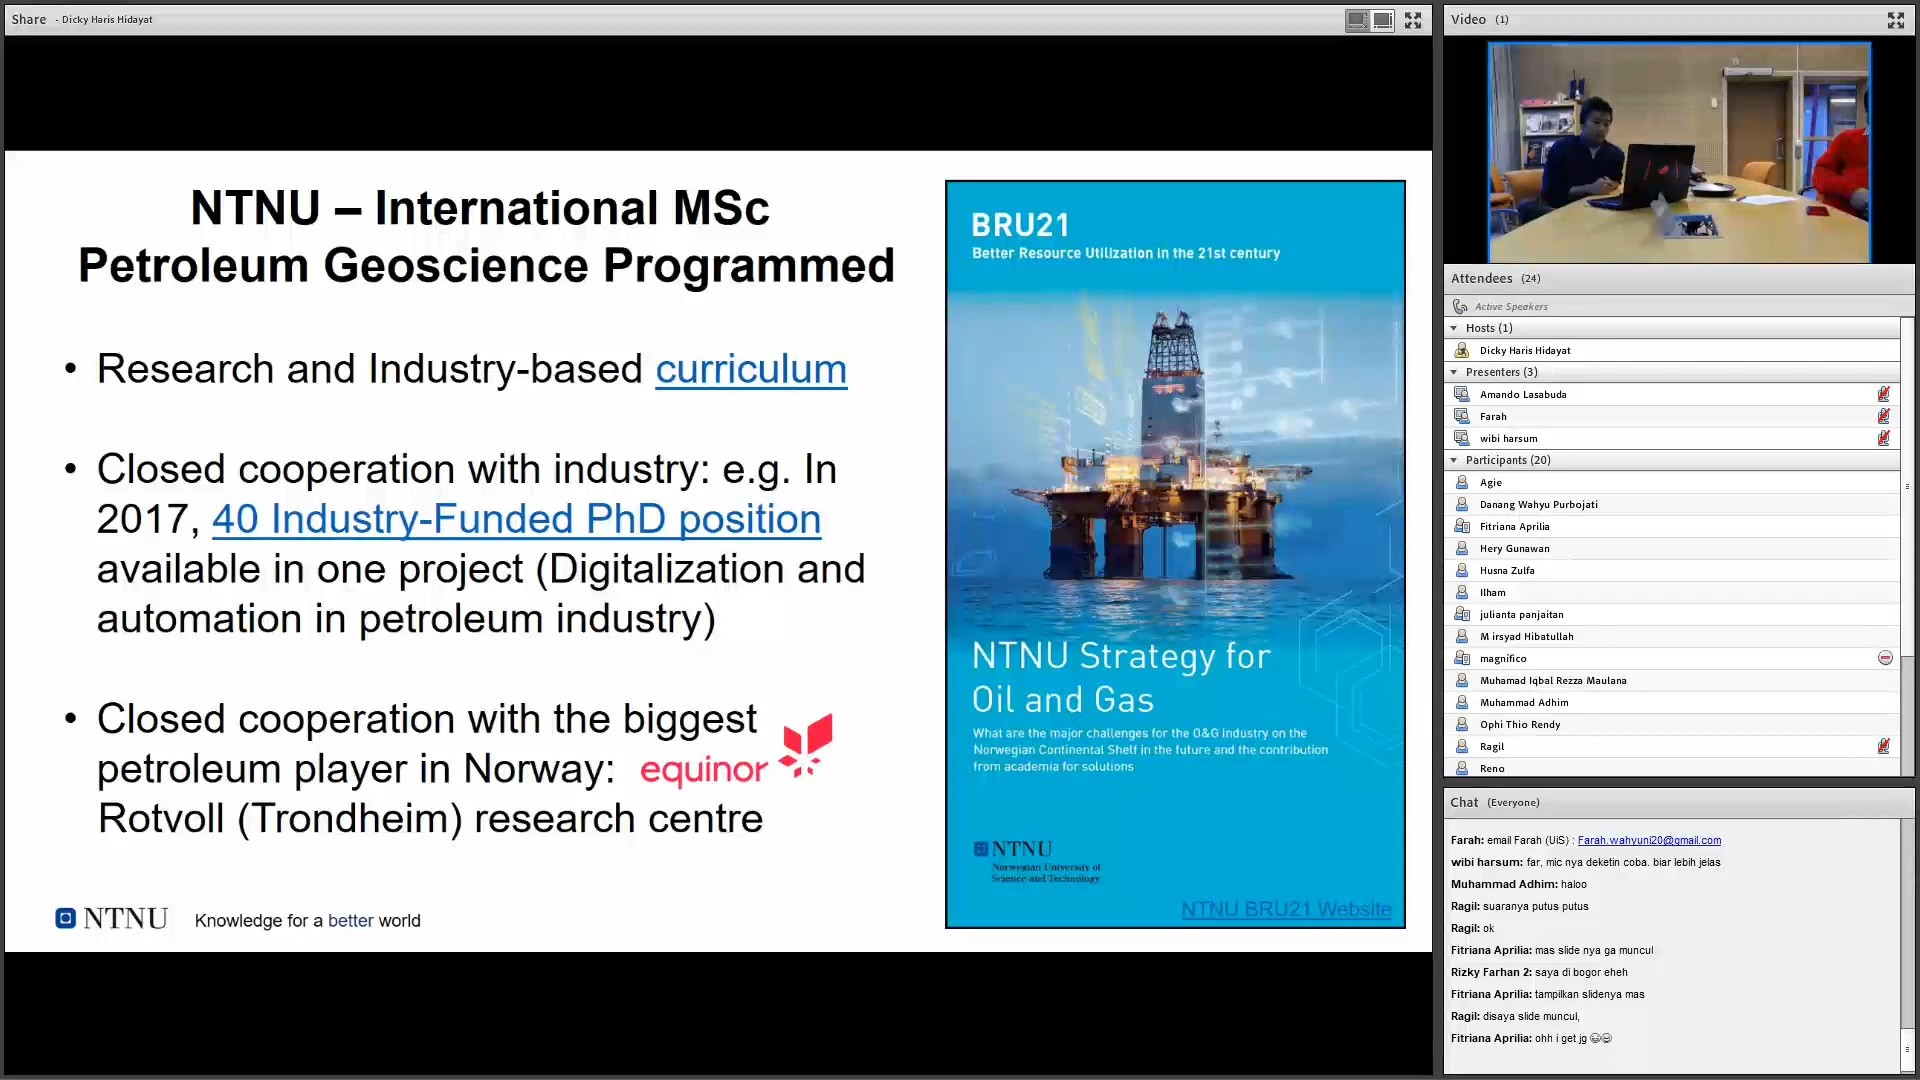 Share - Dicky Haris Hidayat
NTNU – International MSc
Petroleum Geoscience Programmed
• Research and Industry-based curriculum
• Closed cooperation with industry: e.g. In
2017, 40 Industry-Funded PhD position
available in one project (Digitalization and
automation in petroleum industry)
• Closed cooperation with the biggest
petroleum player in Norway: equinor
Rotvoll (Trondheim) research centre
NTNU Knowledge for a better world
BRU21
Better Resource Utilization in the 21st century
NTNU Strategy for
Oil and Gas
What are the major challenges for the O&G Industry on the
Norwegian Continental Shelf in the future and the contribution
from academia for solutions
NTNU
Norwegian University of
Science and Technology
NTNU BRU21 Website
Video (1)
Attendees (24)
Active Speakers
Hosts (1)
Dicky Haris Hidayat
Presenters (3)
Amando Lasabuda
Farah
wibi harsum
Participants (20)
Agie
Danang Wahyu Purbojati
Fitriana Aprilia
Hery Gunawan
Husna Zulfa
Ilham
julianta panjaitan
M irsyad Hibatullah
magnífico
Muhamad Iqbal Rezza Maulana
Muhammad Adhim
Ophi Thio Rendy
Ragil
Reno
Chat (Everyone)
Farah: email Farah (UiS) : Farah.wahyuni20@gmail.com
wibi harsum: far, mic nya deketin coba. biar lebih jelas
Muhammad Adhim: haloo
Ragil: suaranya putus putus
Ragil: ok
Fitriana Aprilia: mas slide nya ga muncul
Rizky Farhan 2: saya di bogor eheh
Fitriana Aprilia: tampilkan slidenya mas
Ragil: disaya slide muncul,
Fitriana Aprilia: ohh i get jg